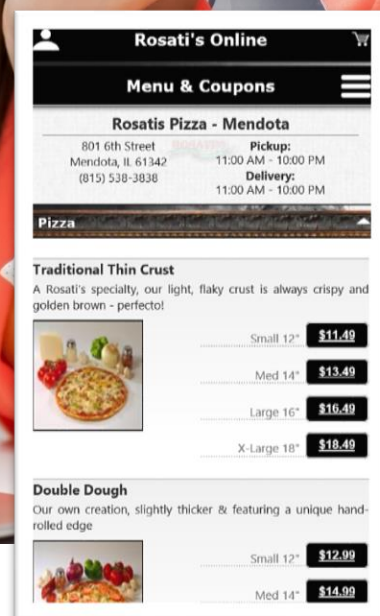 Rosati's Online
Menu & Coupons
Rosatis Pizza - Mendota
801 6th Street
Mendota, IL 61342
(815) 538-3838
Pickup:
11:00 AM - 10:00 PM
Delivery:
11:00 AM - 10:00 PM
Pizza
Traditional Thin Crust
A Rosati's specialty, our light, flaky crust is always crispy and
golden brown - perfecto!
Small 12" $11.49
Med 14" $13.49
Large 16" $16.49
X-Large 18" $18.49
Double Dough
Our own creation, slightly thicker & featuring a unique hand-
rolled edge
Small 12" $12.99
Med 14" $14.99